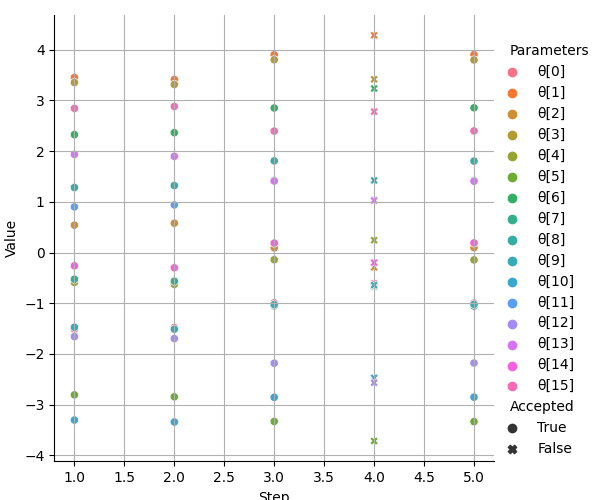 4
3
2
1
0
−1
−2
−3
−4
Value
1.0 1.5 2.0 2.5 3.0 3.5 4.0 4.5 5.0
Step
Parameters
θ[0]
θ[1]
θ[2]
θ[3]
θ[4]
θ[5]
θ[6]
θ[7]
θ[8]
θ[9]
θ[10]
θ[11]
θ[12]
θ[13]
θ[14]
θ[15]
Accepted
True
False